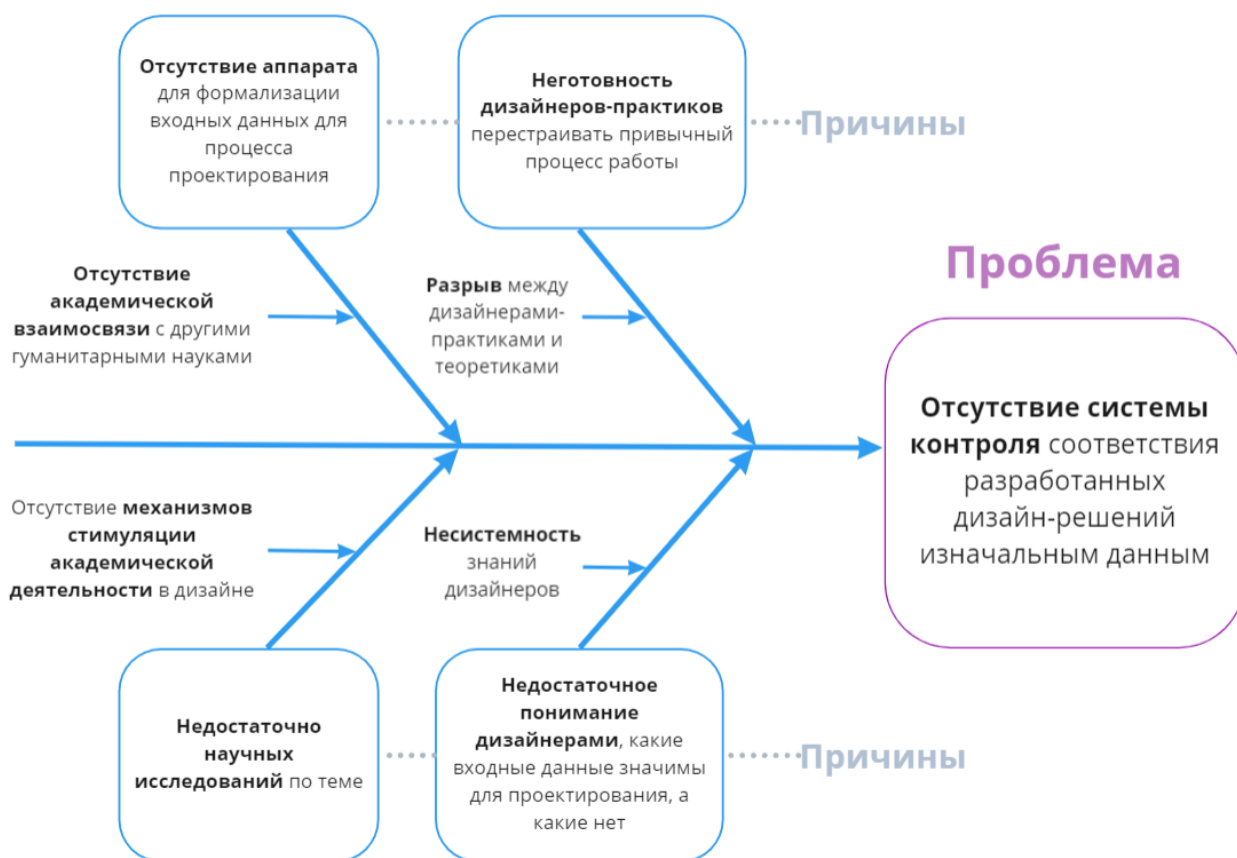 Отсутствие аппарата
для формализации
входных данных для
процесса
проектирования
Неготовность
дизайнеров-практиков
перестраивать привычный
процесс работы
Причины
Отсутствие
академической
взаимосвязи с другими
гуманитарными науками
Разрыв между
дизайнерами-
практиками и
теоретиками
Проблема
Отсутствие системы
контроля соответствия
разработанных
дизайн-решений
изначальным данным
Отсутствие механизмов
стимуляции
академической
деятельности в дизайне
Несистемность
знаний
дизайнеров
Недостаточно
научных
исследований по теме
Недостаточное
понимание
дизайнерами, какие
входные данные значимы
для проектирования, а
какие нет
Причины